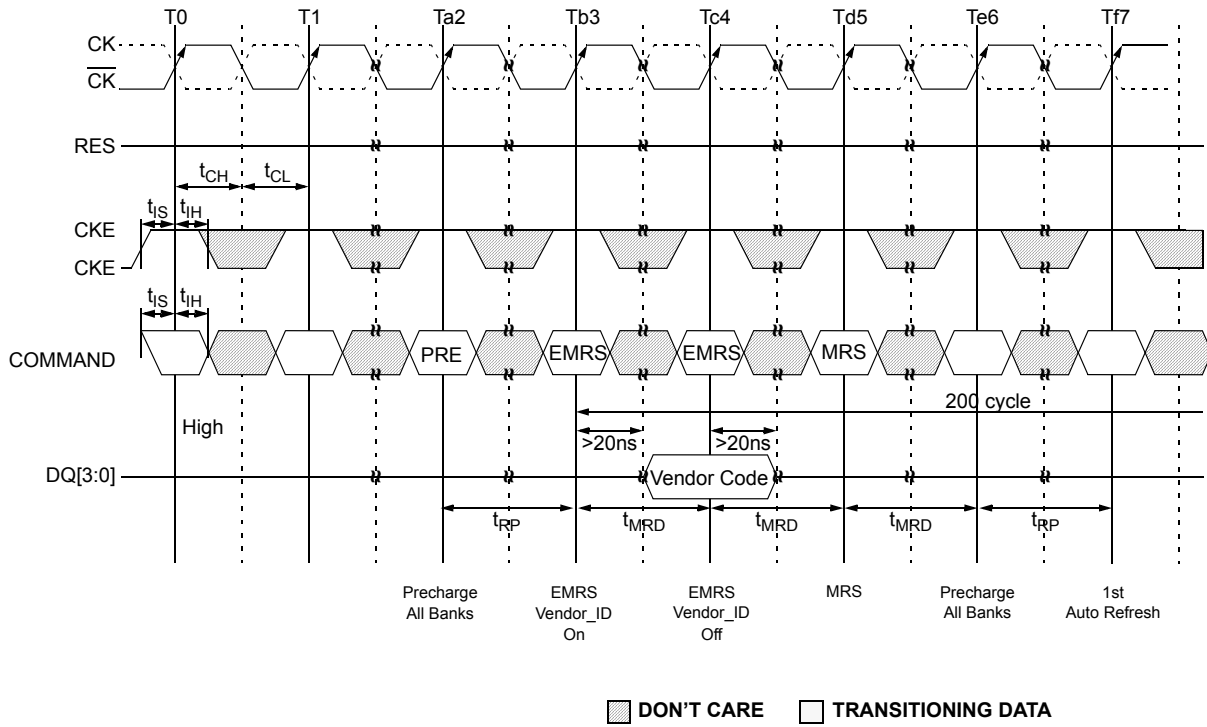 T0 T1 Ta2 Tb3 Tc4 Td5 Te6 Tf7
CK
CK
RES
tCH tCL
tIS tIH
CKE
CKE
tIS tIH
COMMAND
PRE EMRS EMRS MRS
200 cycle
High
>20ns >20ns
DQ[3:0]
Vendor Code
tRP tMRD tMRD tMRD tRP
Precharge
All Banks
EMRS
Vendor_ID
On
EMRS
Vendor_ID
Off
MRS
Precharge
All Banks
1st
Auto Refresh
DON'T CARE
TRANSITIONING DATA